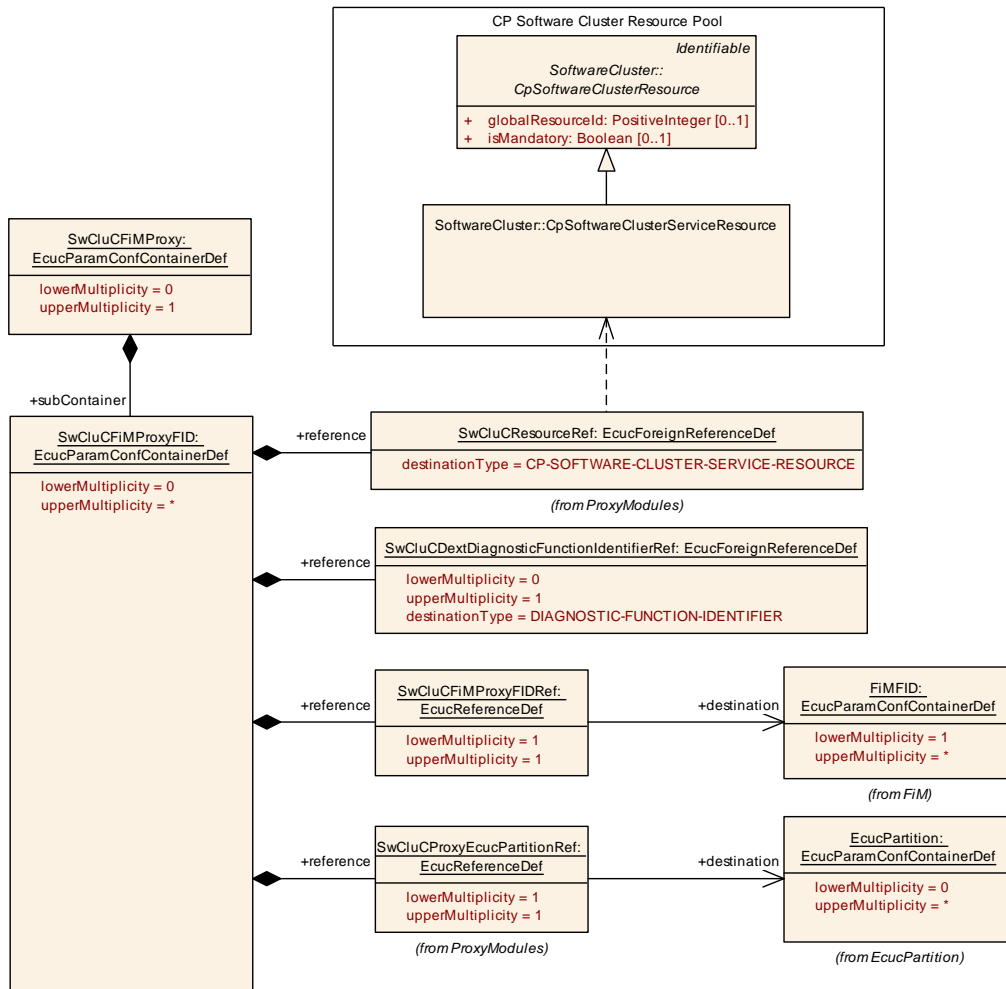 CP Software Cluster Resource Pool
Identifiable
SoftwareCluster::
CpSoftwareClusterResource
+ globalResourceId: PositiveInteger [0..1]
+ isMandatory: Boolean [0..1]
SoftwareCluster::CpSoftwareClusterServiceResource
SwCluCFiMProxy:
EcucParamConfContainerDef
lowerMultiplicity = 0
upperMultiplicity = 1
+subContainer
SwCluCFiMProxyFID:
EcucParamConfContainerDef
lowerMultiplicity = 0
upperMultiplicity = *
+reference
SwCluCResourceRef: EcucForeignReferenceDef
destinationType = CP-SOFTWARE-CLUSTER-SERVICE-RESOURCE
(from ProxyModules)
+reference
SwCluCDextDiagnosticFunctionIdentifierRef: EcucForeignReferenceDef
lowerMultiplicity = 0
upperMultiplicity = 1
destinationType = DIAGNOSTIC-FUNCTION-IDENTIFIER
+reference
SwCluCFiMProxyFIDRef:
EcucReferenceDef
lowerMultiplicity = 1
upperMultiplicity = 1
+destination
FiMFID:
EcucParamConfContainerDef
lowerMultiplicity = 1
upperMultiplicity = *
(from FiM)
+reference
SwCluCProxyEcucPartitionRef:
EcucReferenceDef
lowerMultiplicity = 1
upperMultiplicity = 1
(from ProxyModules)
+destination
EcucPartition:
EcucParamConfContainerDef
lowerMultiplicity = 0
upperMultiplicity = *
(from EcucPartition)